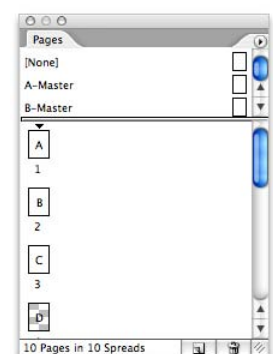 Pages
[None]
A-Master
B-Master
A
1
B
2
C
3
D
10 Pages in 10 Spreads